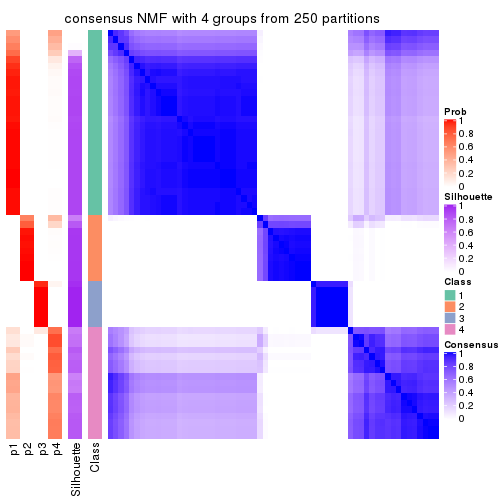 consensus NMF with 4 groups from 250 partitions
Prob
1
0.8
0.6
0.4
0.2
0
Silhouette
1
0.8
0.6
0.4
0.2
0
Class
1
2
3
4
Consensus
1
0.8
0.6
0.4
0.2
0
p1
p2
p3
p4
Silhouette
Class